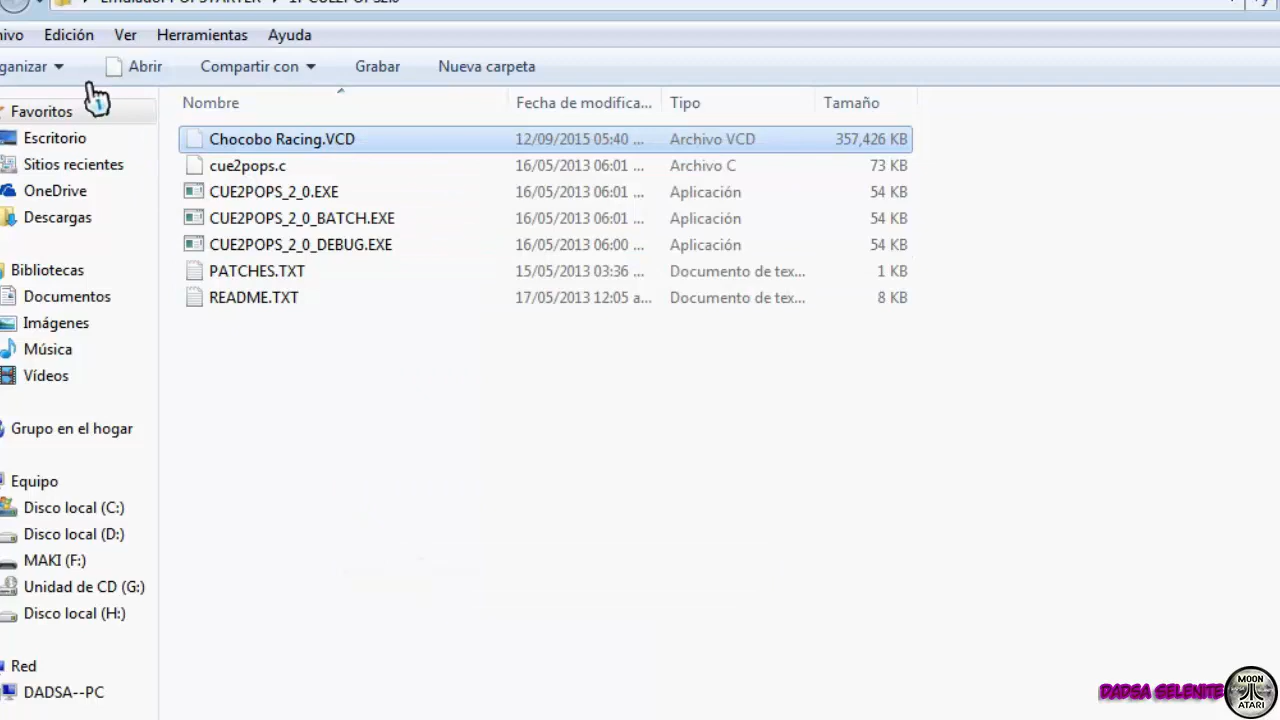 ivo Edición Ver Herramientas Ayuda
ganizar Abrir Compartir con Grabar Nueva carpeta
Nombre Fecha de modifica... Tipo Tamaño
Chocobo Racing.VCD 12/09/2015 05:40 ... Archivo VCD 357,426 KB
cue2pops.c 16/05/2013 06:01 ... Archivo C 73 KB
CUE2POPS_2_0.EXE 16/05/2013 06:01 ... Aplicación 54 KB
CUE2POPS_2_0_BATCH.EXE 16/05/2013 06:01 ... Aplicación 54 KB
CUE2POPS_2_0_DEBUG.EXE 16/05/2013 06:00 ... Aplicación 54 KB
PATCHES.TXT 15/05/2013 03:36 ... Documento de tex... 1 KB
README.TXT 17/05/2013 12:05 a... Documento de tex... 8 KB
Favoritos
Escritorio
Sitios recientes
OneDrive
Descargas
Bibliotecas
Documentos
Imágenes
Música
Vídeos
Grupo en el hogar
Equipo
Disco local (C:)
Disco local (D:)
MAKI (F:)
Unidad de CD (G:)
Disco local (H:)
Red
DADSA--PC
DADSA SELENITE
MOON
ATARI